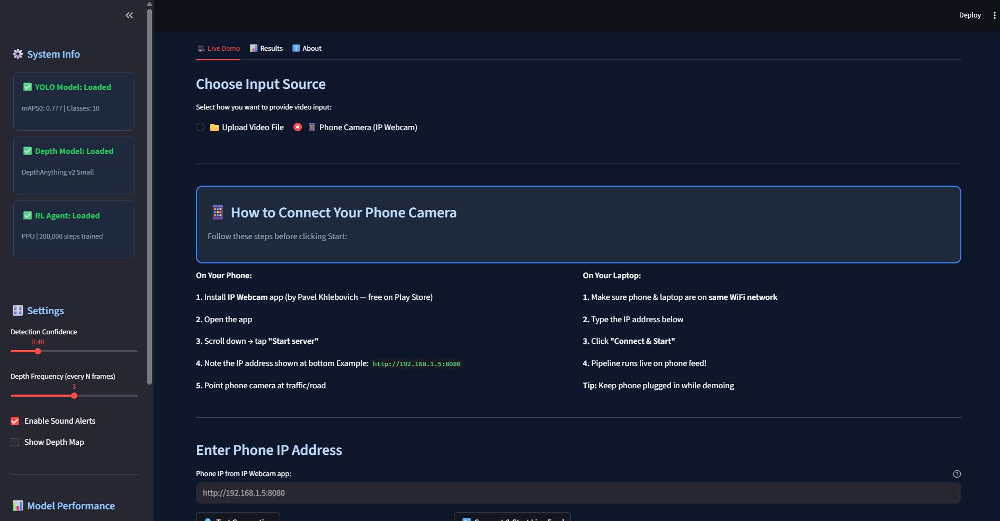 Deploy
System Info
YOLO Model: Loaded
mAP50: 0.777 | Classes: 10
Depth Model: Loaded
DepthAnything v2 Small
RL Agent: Loaded
PPO | 200,000 steps trained
Settings
Detection Confidence
0.40
Depth Frequency (every N frames)
3
Enable Sound Alerts
Show Depth Map
Model Performance
Live Demo
Results
About
Choose Input Source
Select how you want to provide video input:
Upload Video File
Phone Camera (IP Webcam)
How to Connect Your Phone Camera
Follow these steps before clicking Start:
On Your Phone:
1. Install IP Webcam app (by Pavel Khlebovich — free on Play Store)
2. Open the app
3. Scroll down → tap "Start server"
4. Note the IP address shown at bottom Example: http://192.168.1.5:8080
5. Point phone camera at traffic/road
On Your Laptop:
1. Make sure phone & laptop are on same WiFi network
2. Type the IP address below
3. Click "Connect & Start"
4. Pipeline runs live on phone feed!
Tip: Keep phone plugged in while demoing
Enter Phone IP Address
Phone IP from IP Webcam app:
http://192.168.1.5:8080
Test Connection
Connect & Start Live Feed